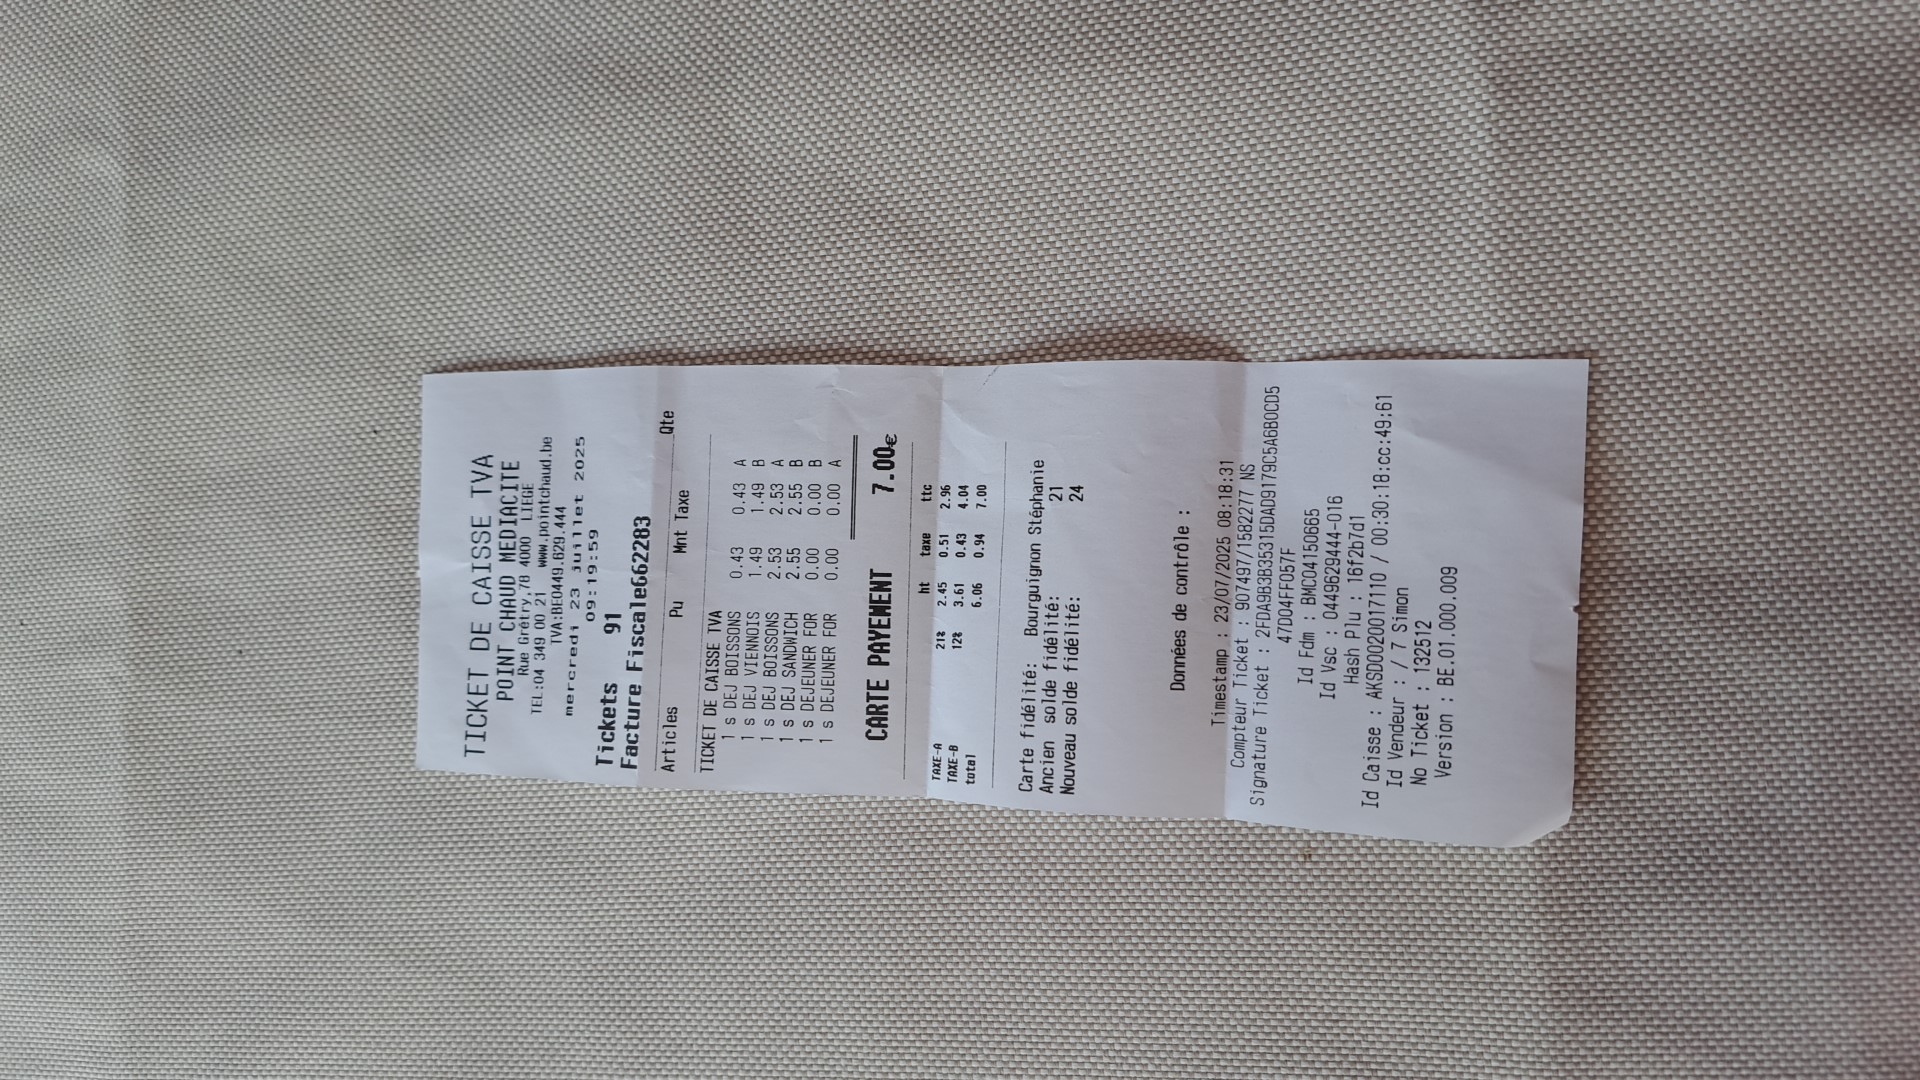 TICKET DE CAISSE TVA
POINT CHAUD MEDIACITE
Rue Grétry,78 4000 LIEGE
TEL:04 349 00 21 www.pointchaud.be
TVA:BE0449.629.444
mercredi 23 juillet 2025
09:19:59
Tickets 91
Facture Fiscale662283
Articles Pu Mnt Taxe Qte
TICKET DE CAISSE TVA
1 s DEJ BOISSONS 0.43 0.43 A
1 s DEJ VIENNOIS 1.49 1.49 B
1 s DEJ BOISSONS 2.53 2.53 A
1 s DEJ SANDWICH 2.55 2.55 B
1 s DEJEUNER FOR 0.00 0.00 B
1 s DEJEUNER FOR 0.00 0.00 A
CARTE PAYEMENT 7.00€
ht taxe ttc
TAXE-A 21% 2.45 0.51 2.96
TAXE-B 12% 3.61 0.43 4.04
total 6.06 0.94 7.00
Carte fidélité: Bourguignon Stéphanie
Ancien solde fidélité: 21
Nouveau solde fidélité: 24
Données de contrôle :
Timestamp : 23/07/2025 08:18:31
Compteur Ticket : 907497/1582277 NS
Signature Ticket : 2FDA9B3B35315DAD9179C5A6B0CD5
47D04FF057F
Id Fdm : BMC04150665
Id Vsc : 0449629444-016
Hash Plu : 16f2b7d1
Id Caisse : AKSD00200017110 / 00:30:18:cc:49:61
Id Vendeur : / 7 Simon
No Ticket : 132512
Version : BE.01.000.009